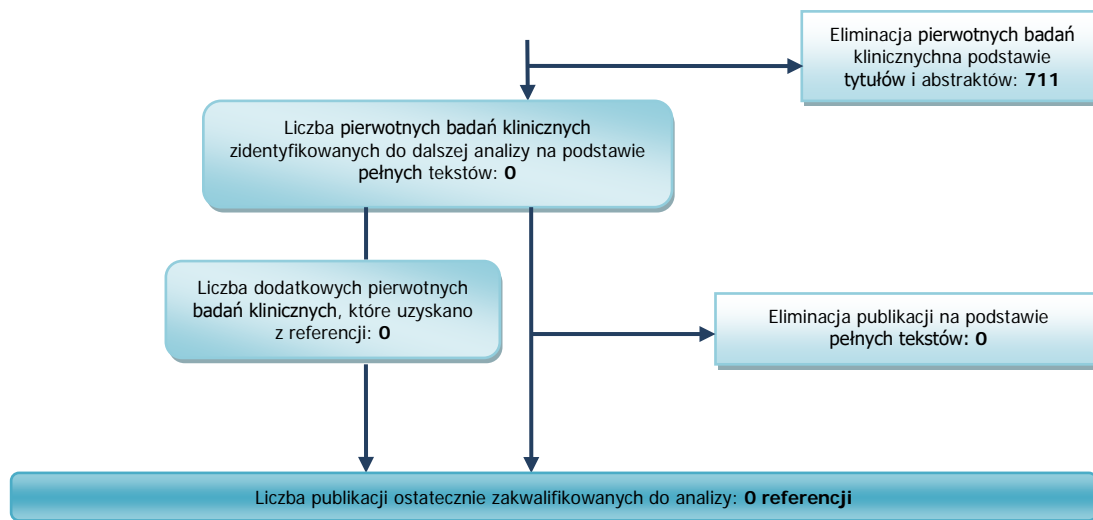 Eliminacja pierwotnych badań
klinicznychna podstawie
tytułów i abstraktów: 711
Liczba pierwotnych badań klinicznych
zidentyfikowanych do dalszej analizy na podstawie
pełnych tekstów: 0
Liczba dodatkowych pierwotnych
badań klinicznych, które uzyskano
z referencji: 0
Eliminacja publikacji na podstawie
pełnych tekstów: 0
Liczba publikacji ostatecznie zakwalifikowanych do analizy: 0 referencji